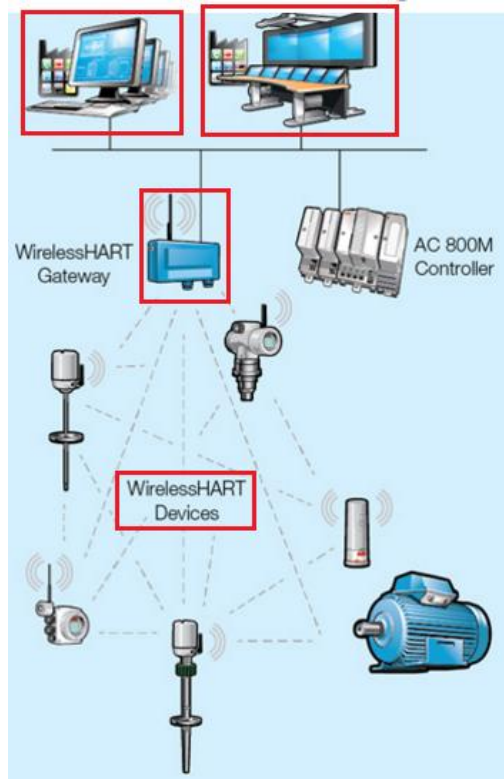 WirelessHART
Gateway
AC 800M
Controller
WirelessHART
Devices